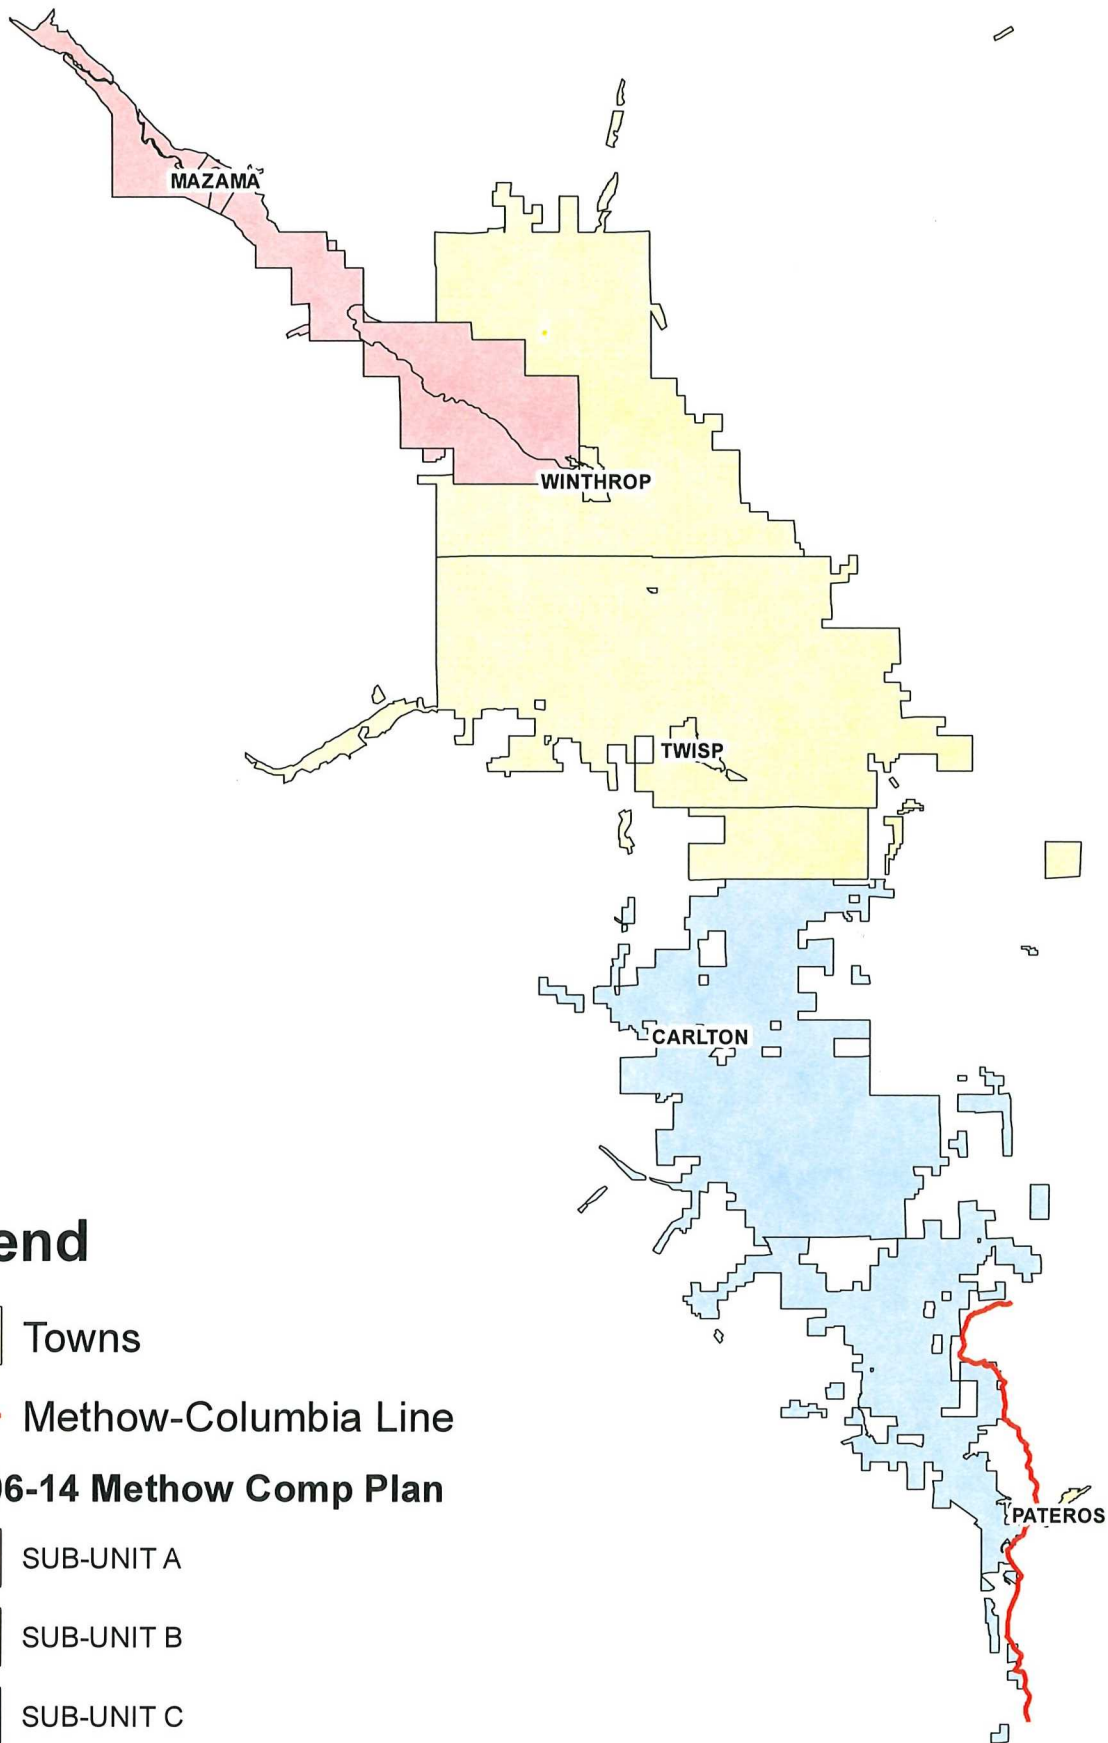 MAZAMA
WINTHROP
TWISP
CARLTON
PATEROS
end
Towns
Methow-Columbia Line
6-14 Methow Comp Plan
SUB-UNIT A
SUB-UNIT B
SUB-UNIT C